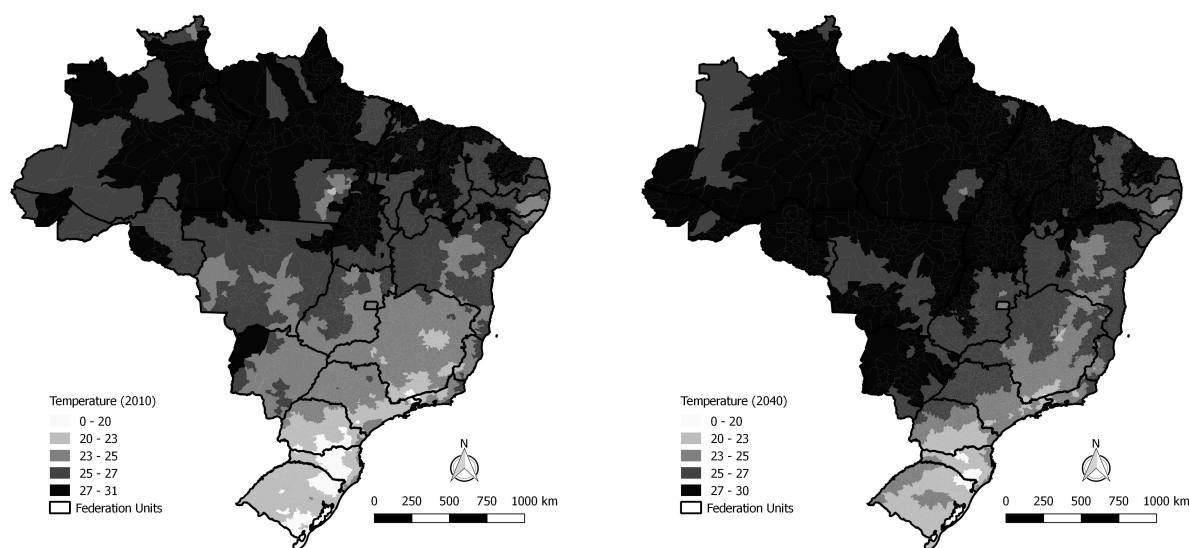 Temperature (2010)
0 - 20
20 - 23
23 - 25
25 - 27
27 - 31
Federation Units
N
0 250 500 750 1000 km
Temperature (2040)
0 - 20
20 - 23
23 - 25
25 - 27
27 - 30
Federation Units
N
0 250 500 750 1000 km